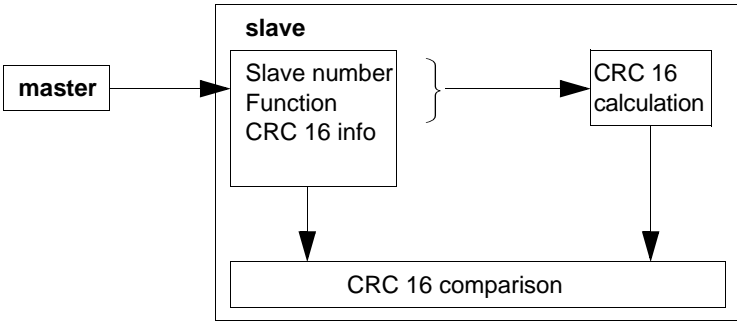 slave
master
Slave number
Function
CRC 16 info
CRC 16
calculation
CRC 16 comparison